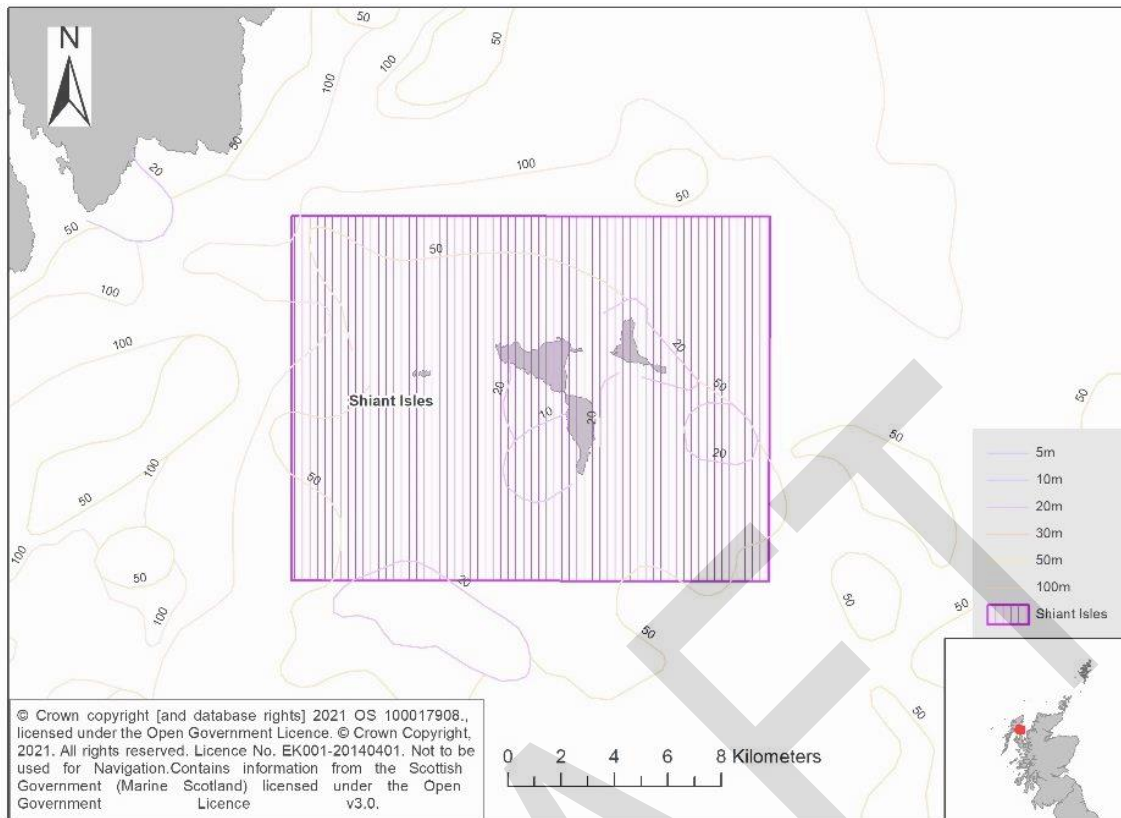 N
50
50
100
100
50
20
100
50
50
50
100
100
Shiant Isles
20
20
50
20
10
20
50
50
20
50
100
50
100
50
100
20
50
50
50
50
5m
10m
20m
30m
50m
100m
Shiant Isles
© Crown copyright [and database rights] 2021 OS 100017908.,
licensed under the Open Government Licence. © Crown Copyright,
2021. All rights reserved. Licence No. EK001-20140401. Not to be
used for Navigation.Contains information from the Scottish
Government (Marine Scotland) licensed under the Open
Government Licence v3.0.
0 2 4 6 8 Kilometers
AFT